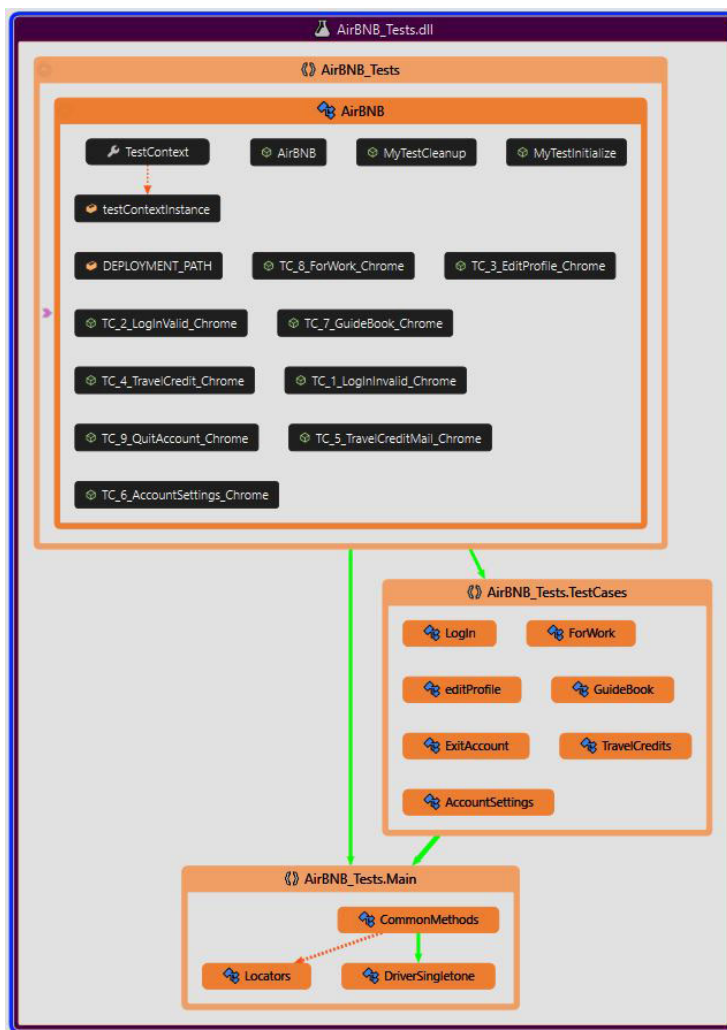 AirBNB_Tests.dll
AirBNB_Tests
AirBNB
TestContext AirBNB MyTestCleanup MyTestInitialize
testContextInstance
DEPLOYMENT_PATH TC_8_ForWork_Chrome TC_3_EditProfile_Chrome
TC_2_LogInValid_Chrome TC_7_GuideBook_Chrome
TC_4_TravelCredit_Chrome TC_1_LogInInvalid_Chrome
TC_9_QuitAccount_Chrome TC_5_TravelCreditMail_Chrome
TC_6_AccountSettings_Chrome
AirBNB_Tests.TestCases
LogIn ForWork
editProfile GuideBook
ExitAccount TravelCredits
AccountSettings
AirBNB_Tests.Main
CommonMethods
Locators DriverSingletone